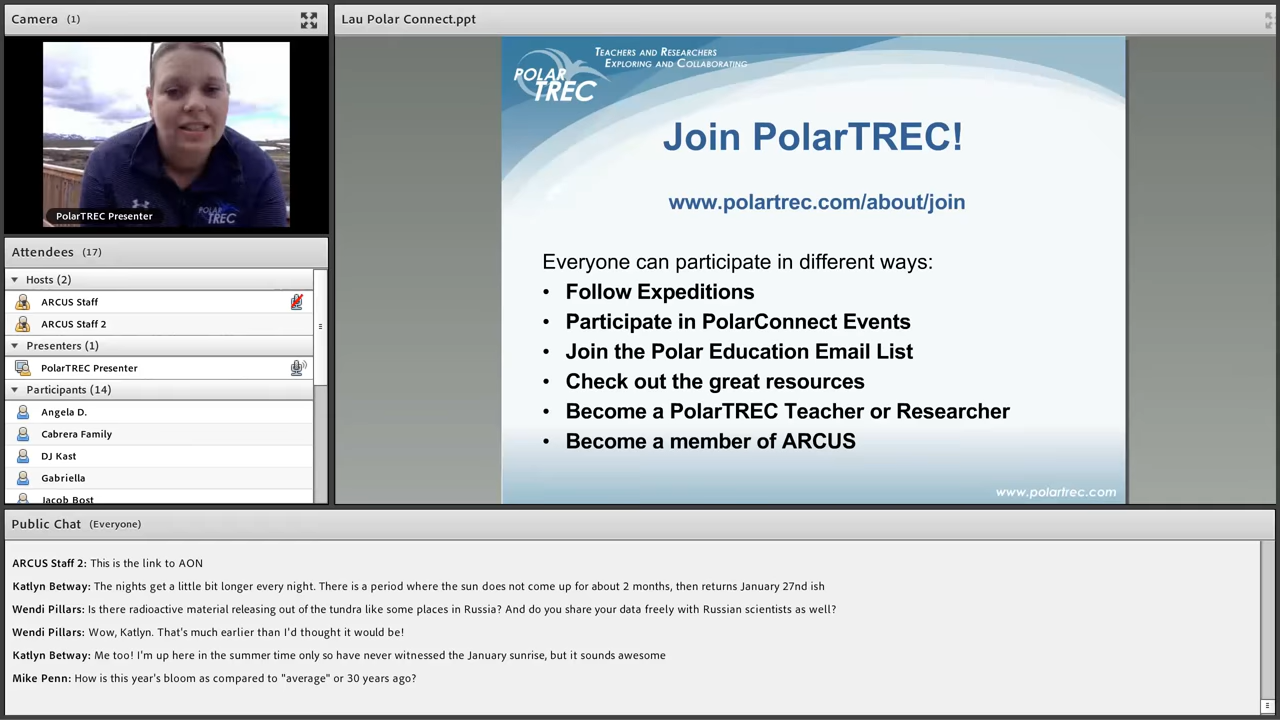 Camera (1)
POLAR
TREC
PolarTREC Presenter
Attendees (17)
Hosts (2)
ARCUS Staff
ARCUS Staff 2
Presenters (1)
PolarTREC Presenter
Participants (14)
Angela D.
Cabrera Family
DJ Kast
Gabriella
Jacob Bost
Lau Polar Connect.ppt
TEACHERS AND RESEARCHERS
EXPLORING AND COLLABORATING
POLAR
TREC
Join PolarTREC!
www.polartrec.com/about/join
Everyone can participate in different ways:
• Follow Expeditions
• Participate in PolarConnect Events
• Join the Polar Education Email List
• Check out the great resources
• Become a PolarTREC Teacher or Researcher
• Become a member of ARCUS
www.polartrec.com
Public Chat (Everyone)
ARCUS Staff 2: This is the link to AON
Katlyn Betway: The nights get a little bit longer every night. There is a period where the sun does not come up for about 2 months, then returns January 27nd ish
Wendi Pillars: Is there radioactive material releasing out of the tundra like some places in Russia? And do you share your data freely with Russian scientists as well?
Wendi Pillars: Wow, Katlyn. That's much earlier than I'd thought it would be!
Katlyn Betway: Me too! I'm up here in the summer time only so have never witnessed the January sunrise, but it sounds awesome
Mike Penn: How is this year's bloom as compared to "average" or 30 years ago?